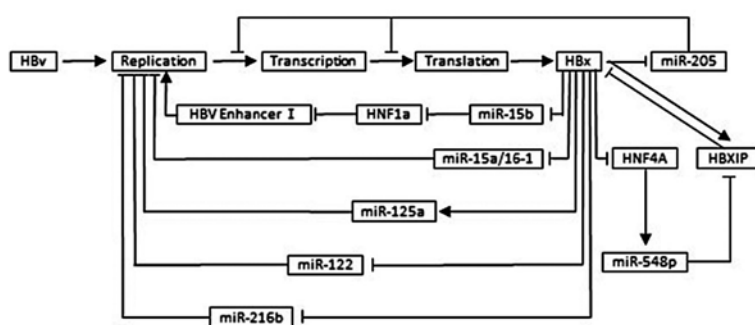 HBv
Replication
Transcription
Translation
HBx
miR-205
HBV Enhancer I
HNF1a
miR-15b
miR-15a/16-1
HNF4A
HBXIP
miR-125a
miR-122
miR-548p
miR-216b